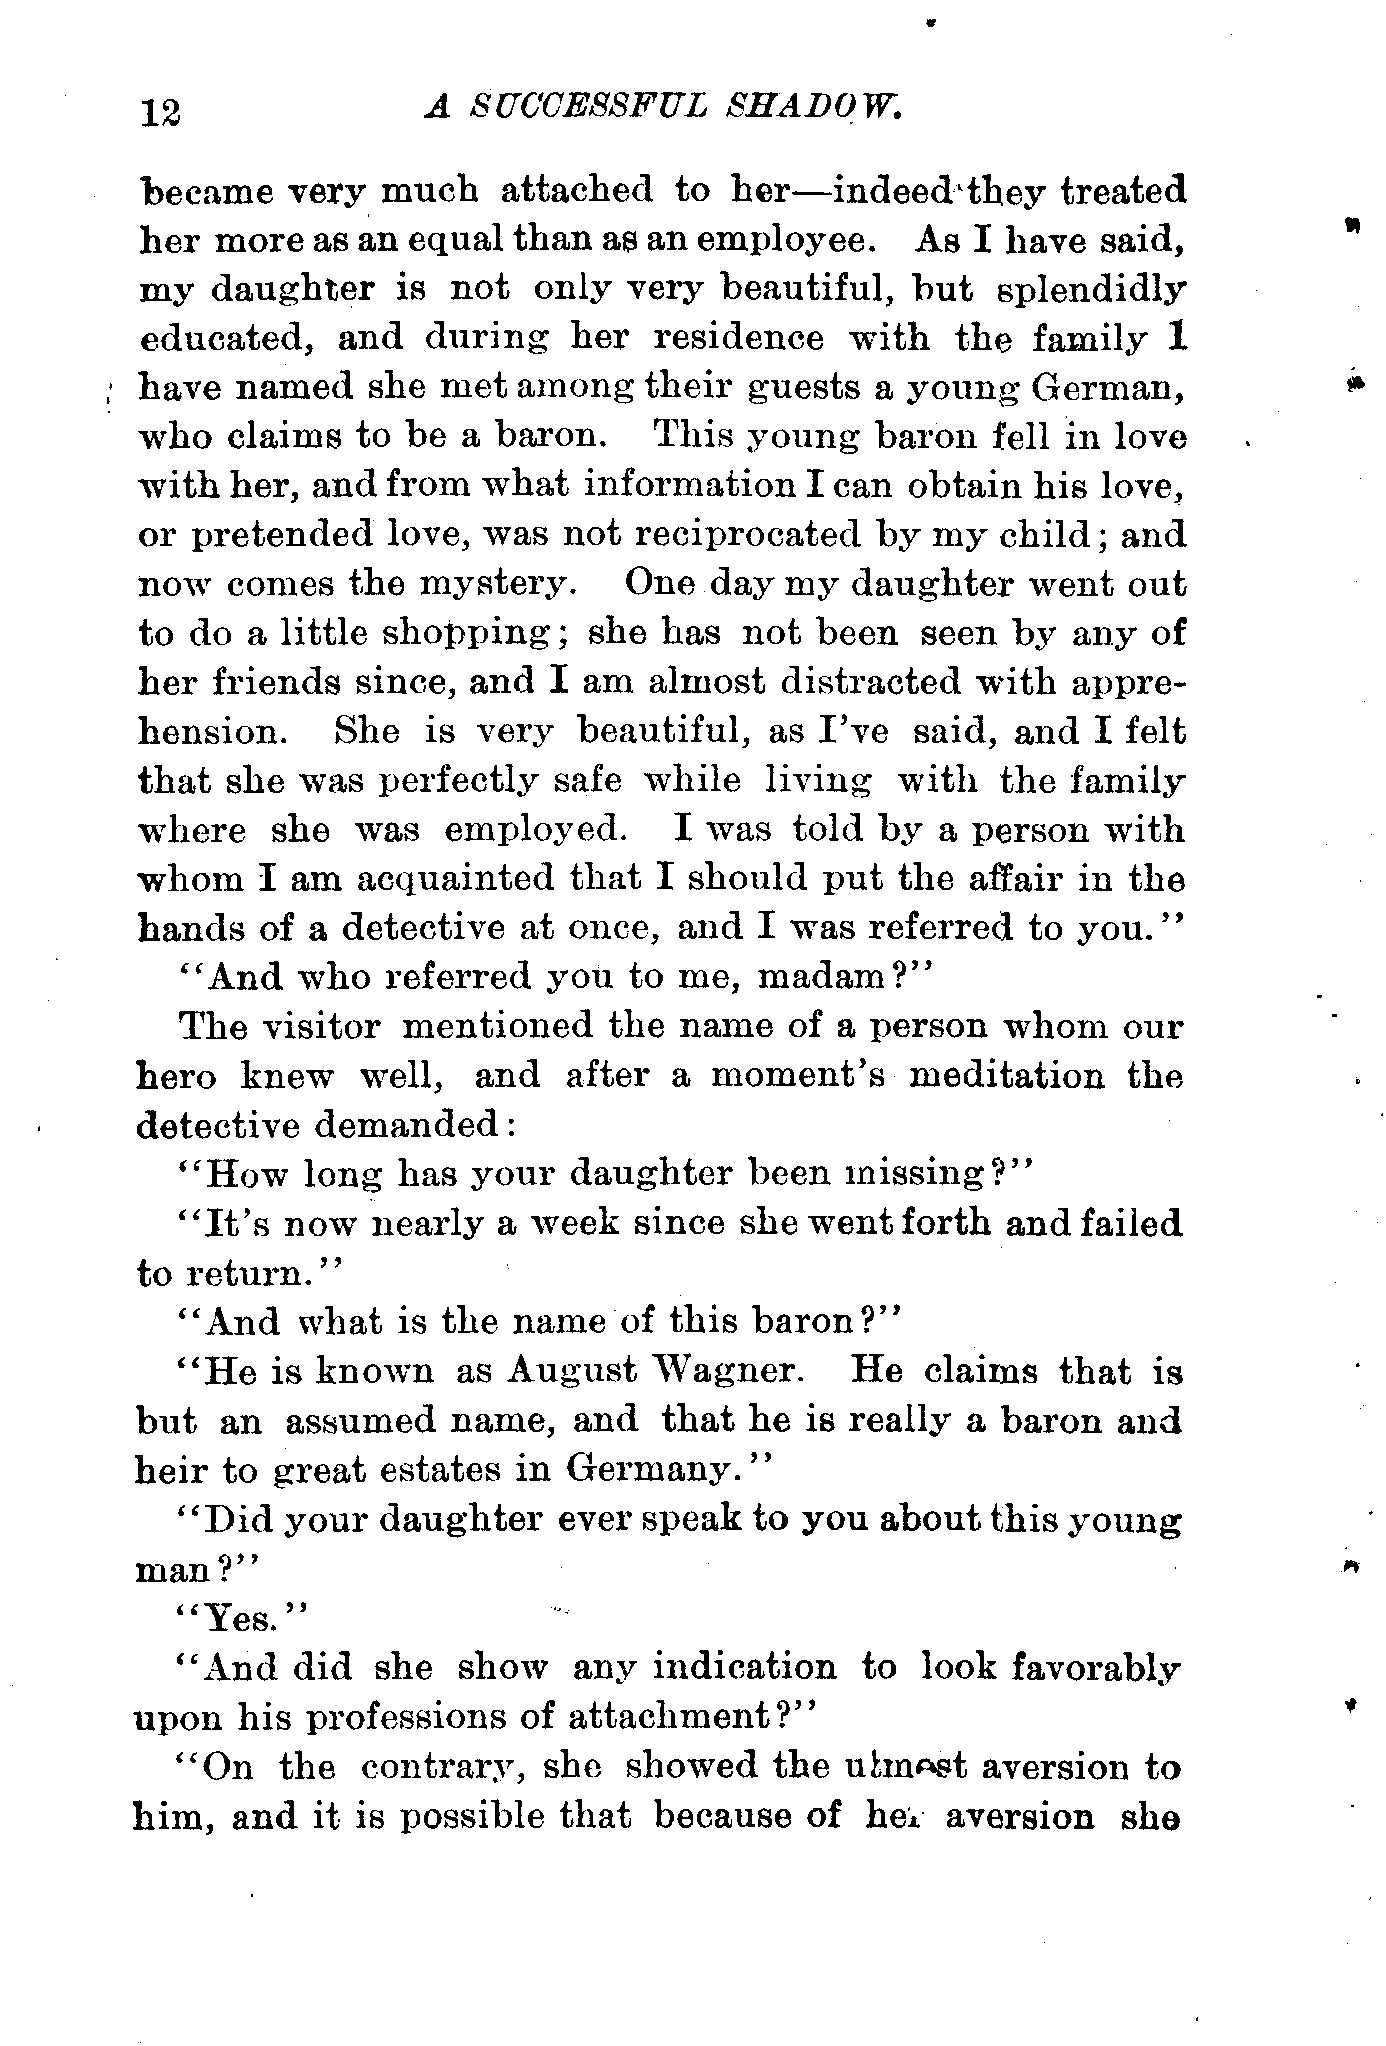 12 A SUCCESSFUL SHADOW.
became very much attached to her—indeed they treated
her more as an equal than as an employee. As I have said,
my daughter is not only very beautiful, but splendidly
educated, and during her residence with the family I
have named she met among their guests a young German,
who claims to be a baron. This young baron fell in love
with her, and from what information I can obtain his love,
or pretended love, was not reciprocated by my child; and
now comes the mystery. One day my daughter went out
to do a little shopping; she has not been seen by any of
her friends since, and I am almost distracted with appre-
hension. She is very beautiful, as I've said, and I felt
that she was perfectly safe while living with the family
where she was employed. I was told by a person with
whom I am acquainted that I should put the affair in the
hands of a detective at once, and I was referred to you."
"And who referred you to me, madam?"
The visitor mentioned the name of a person whom our
hero knew well, and after a moment's meditation the
detective demanded:
"How long has your daughter been missing?"
"It's now nearly a week since she went forth and failed
to return."
"And what is the name of this baron?"
"He is known as August Wagner. He claims that is
but an assumed name, and that he is really a baron and
heir to great estates in Germany."
"Did your daughter ever speak to you about this young
man?"
"Yes."
"And did she show any indication to look favorably
upon his professions of attachment?"
"On the contrary, she showed the utmost aversion to
him, and it is possible that because of her aversion she